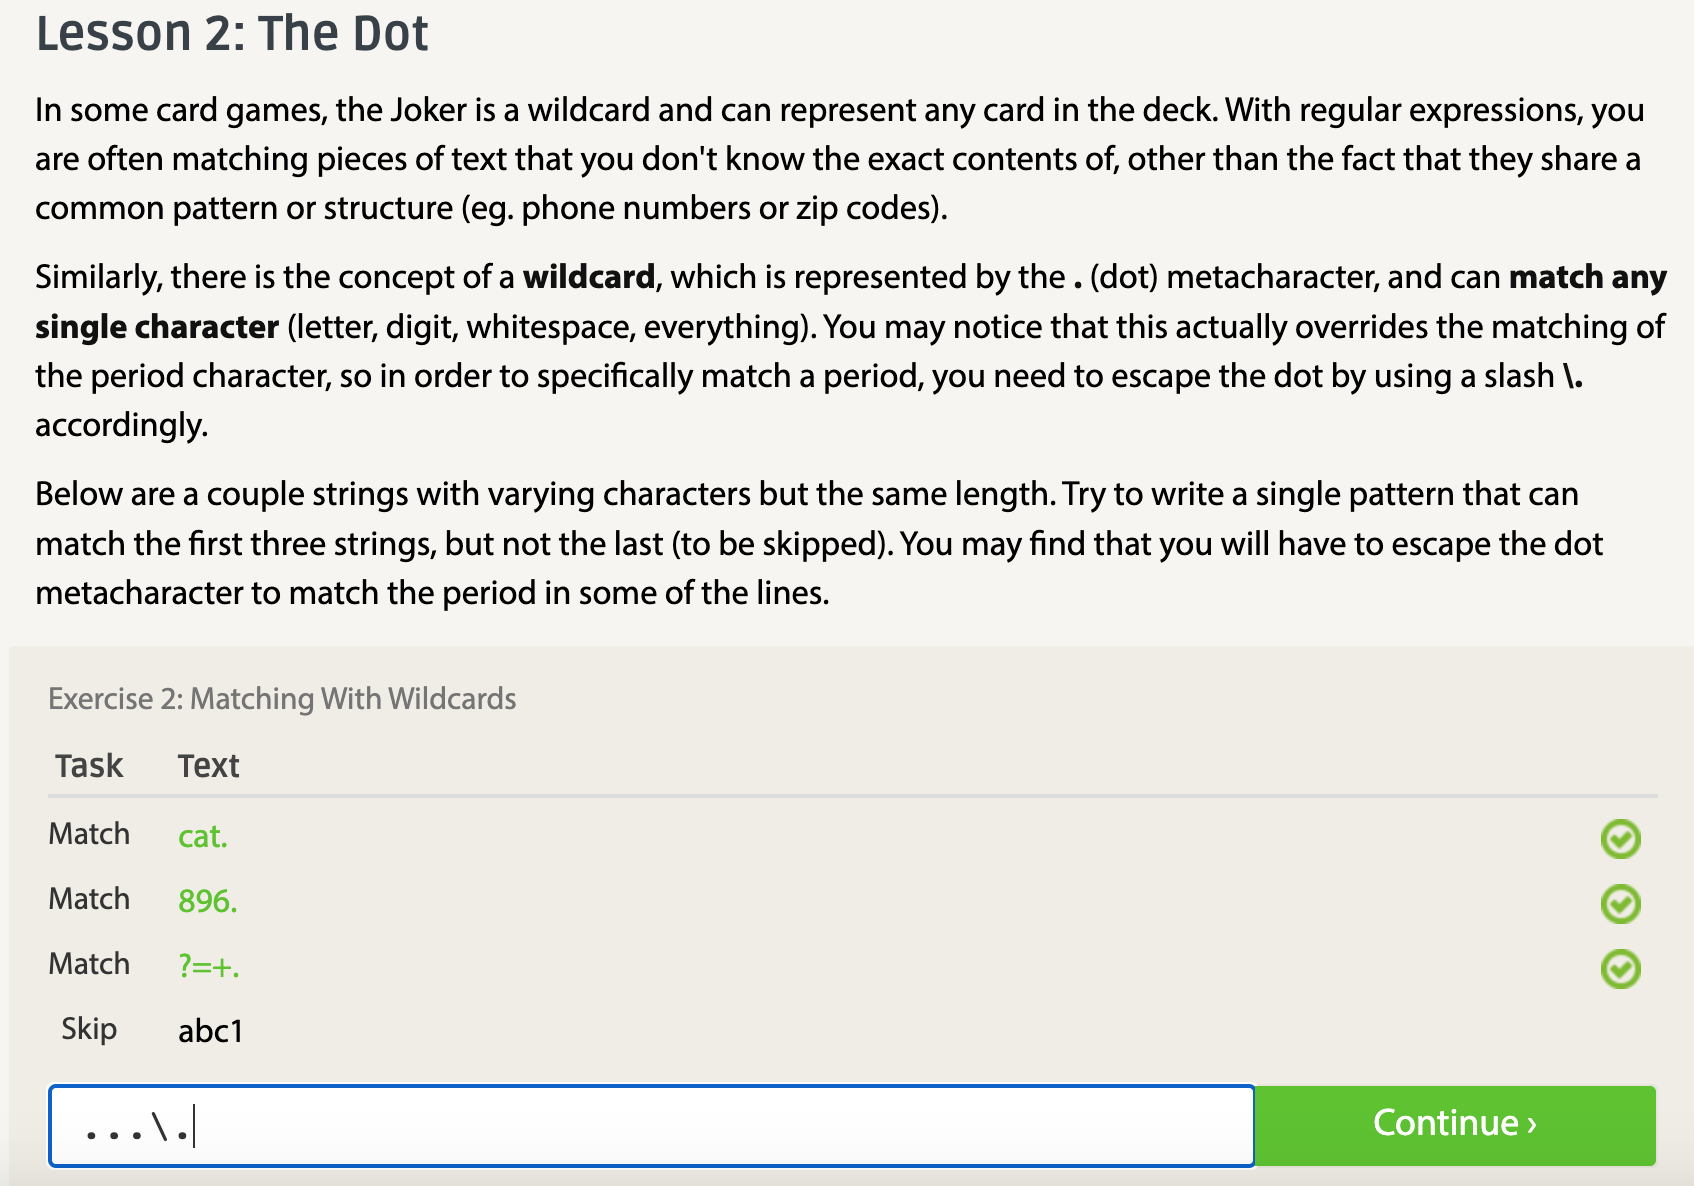 Lesson 2: The Dot
In some card games, the Joker is a wildcard and can represent any card in the deck. With regular expressions, you
are often matching pieces of text that you don't know the exact contents of, other than the fact that they share a
common pattern or structure (eg. phone numbers or zip codes).
Similarly, there is the concept of a wildcard, which is represented by the . (dot) metacharacter, and can match any
single character (letter, digit, whitespace, everything). You may notice that this actually overrides the matching of
the period character, so in order to specifically match a period, you need to escape the dot by using a slash \.
accordingly.
Below are a couple strings with varying characters but the same length. Try to write a single pattern that can
match the first three strings, but not the last (to be skipped). You may find that you will have to escape the dot
metacharacter to match the period in some of the lines.
Exercise 2: Matching With Wildcards
Task Text
Match cat.
Match 896.
Match ?=+.
Skip abc1
...\. Continue ›